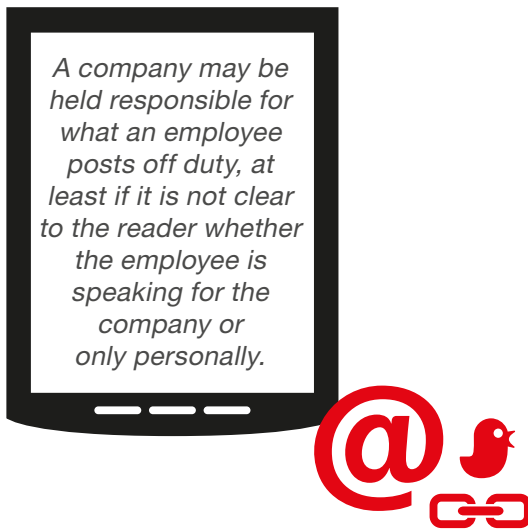 A company may be
held responsible for
what an employee
posts off duty, at
least if it is not clear
to the reader whether
the employee is
speaking for the
company or
only personally.
@